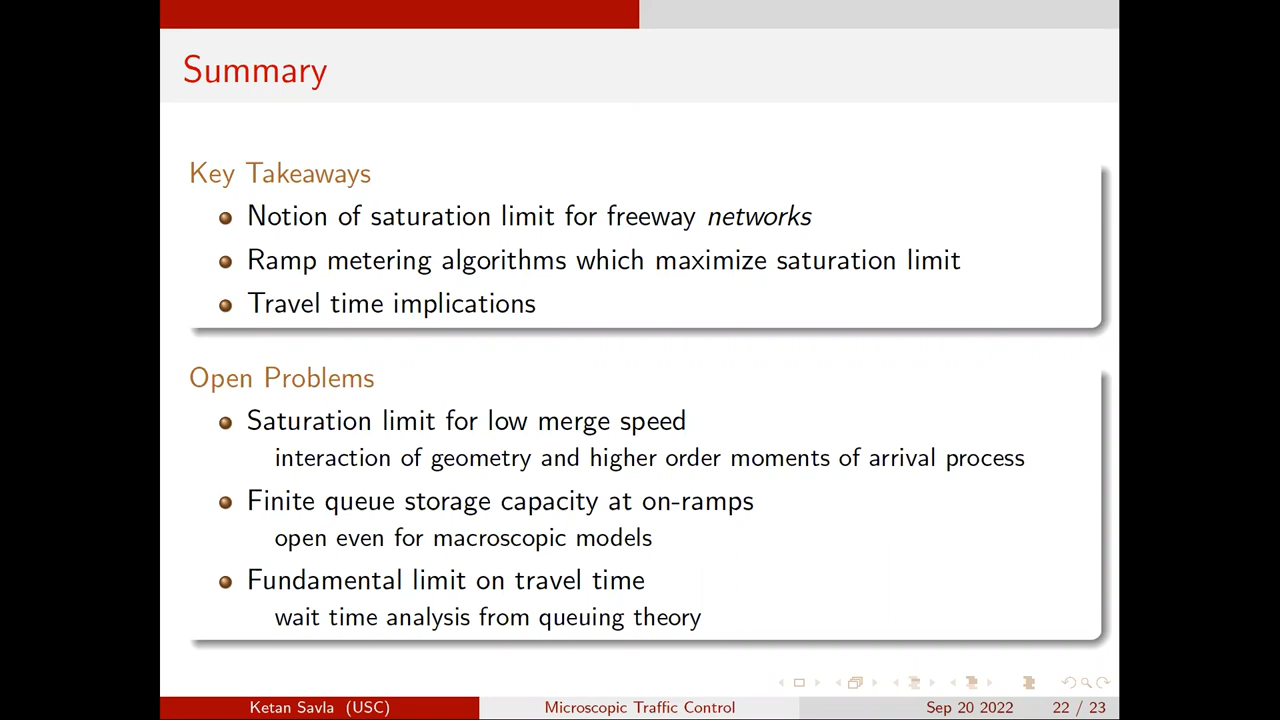 Summary
Key Takeaways
Notion of saturation limit for freeway networks
Ramp metering algorithms which maximize saturation limit
Travel time implications
Open Problems
Saturation limit for low merge speed
interaction of geometry and higher order moments of arrival process
Finite queue storage capacity at on-ramps
open even for macroscopic models
Fundamental limit on travel time
wait time analysis from queuing theory
Ketan Savla (USC) Microscopic Traffic Control Sep 20 2022 22 / 23